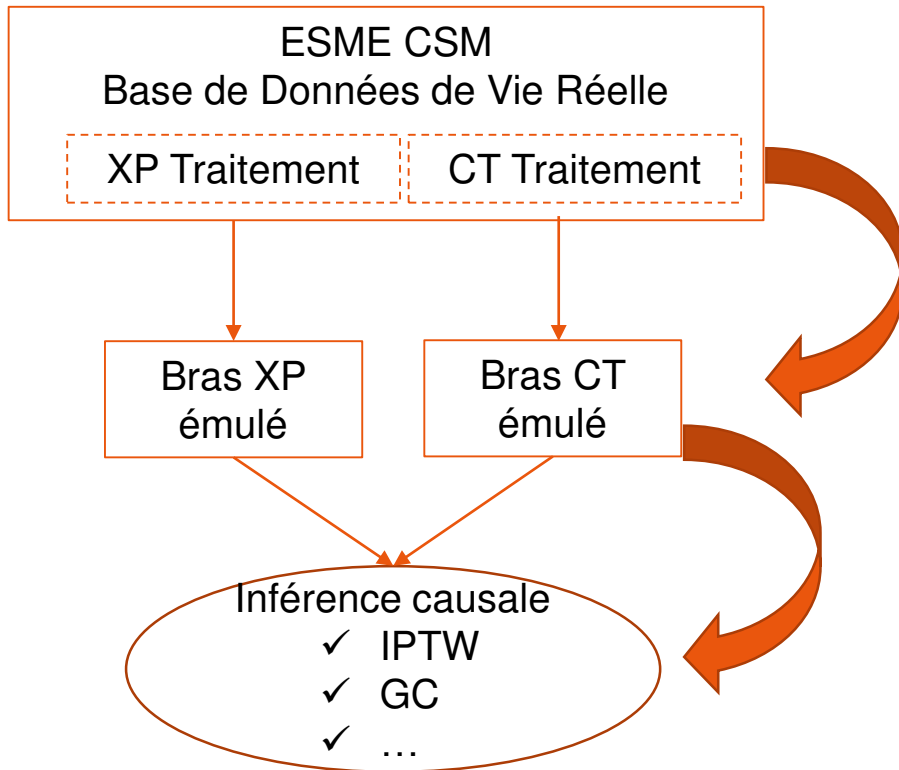 ESME CSM
Base de Données de Vie Réelle
XP Traitement
CT Traitement
Bras XP
émulé
Bras CT
émulé
Inférence causale
✓ IPTW
✓ GC
✓ …